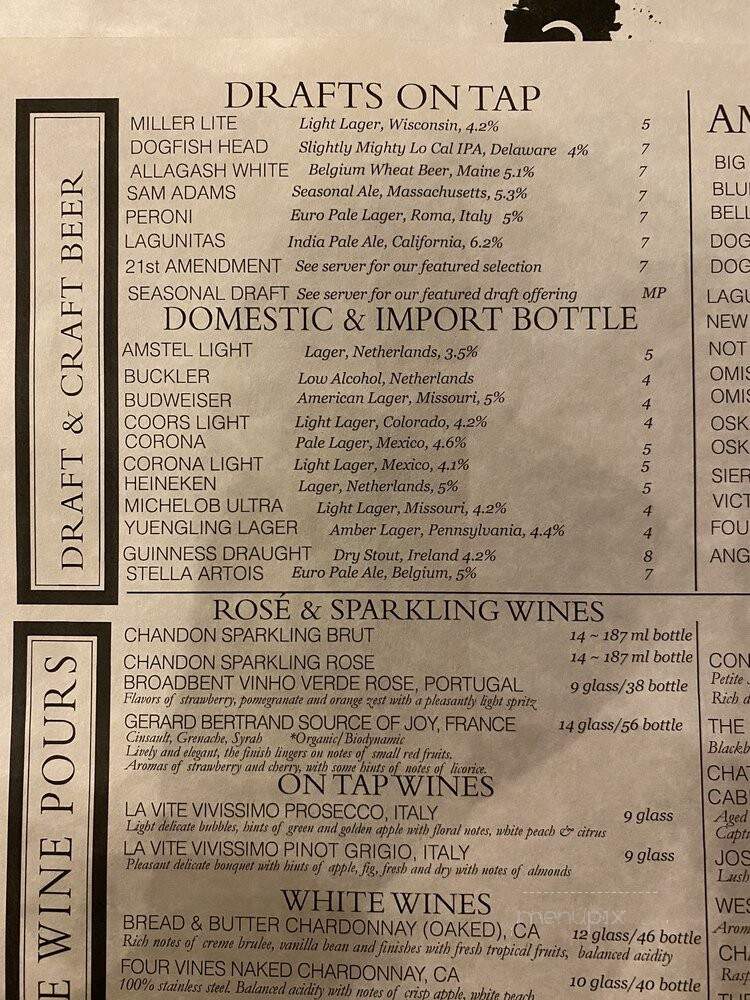 DRAFTS ON TAP
DRAFT & CRAFT BEER
MILLER LITE Light Lager, Wisconsin, 4.2% 5
DOGFISH HEAD Slightly Mighty Lo Cal IPA, Delaware 4% 7
ALLAGASH WHITE Belgium Wheat Beer, Maine 5.1% 7
SAM ADAMS Seasonal Ale, Massachusetts, 5.3% 7
PERONI Euro Pale Lager, Roma, Italy 5% 7
LAGUNITAS India Pale Ale, California, 6.2% 7
21st AMENDMENT See server for our featured selection 7
SEASONAL DRAFT See server for our featured draft offering MP
DOMESTIC & IMPORT BOTTLE
AMSTEL LIGHT Lager, Netherlands, 3.5% 5
BUCKLER Low Alcohol, Netherlands 4
BUDWEISER American Lager, Missouri, 5% 4
COORS LIGHT Light Lager, Colorado, 4.2% 4
CORONA Pale Lager, Mexico, 4.6% 5
CORONA LIGHT Light Lager, Mexico, 4.1% 5
HEINEKEN Lager, Netherlands, 5% 5
MICHELOB ULTRA Light Lager, Missouri, 4.2% 4
YUENGLING LAGER Amber Lager, Pennsylvania, 4.4% 4
GUINNESS DRAUGHT Dry Stout, Ireland 4.2% 8
STELLA ARTOIS Euro Pale Ale, Belgium, 5% 7
E WINE POURS
ROSÉ & SPARKLING WINES
CHANDON SPARKLING BRUT 14 ~ 187 ml bottle
CHANDON SPARKLING ROSE 14 ~ 187 ml bottle
BROADBENT VINHO VERDE ROSE, PORTUGAL 9 glass/38 bottle
Flavors of strawberry, pomegranate and orange zest with a pleasantly light spritz
GERARD BERTRAND SOURCE OF JOY, FRANCE 14 glass/56 bottle
Cinsault, Grenache, Syrah *Organic/Biodynamic
Lively and elegant, the finish lingers on notes of small red fruits.
Aromas of strawberry and cherry, with some hints of notes of licorice.
ON TAP WINES
LA VITE VIVISSIMO PROSECCO, ITALY 9 glass
Light delicate bubbles, hints of green and golden apple with floral notes, white peach & citrus
LA VITE VIVISSIMO PINOT GRIGIO, ITALY 9 glass
Pleasant delicate bouquet with hints of apple, fig, fresh and dry with notes of almonds
WHITE WINES
BREAD & BUTTER CHARDONNAY (OAKED), CA 12 glass/46 bottle
Rich notes of creme brulee, vanilla bean and finishes with fresh tropical fruits, balanced acidity
FOUR VINES NAKED CHARDONNAY, CA 10 glass/40 bottle
100% stainless steel. Balanced acidity with notes of crisp apple, white peach
AM
BIG
BLU
BELL
DOG
DOG
LAGU
NEW
NOT
OMIS
OMIS
OSK
OSK
SIER
VICT
FOU
ANG
CON
Petite
Rich a
THE
Blackb
CHAT
CAB
Aged
Capt
JOS
Lush
WES
Arom
CHA
Rasp
menupix